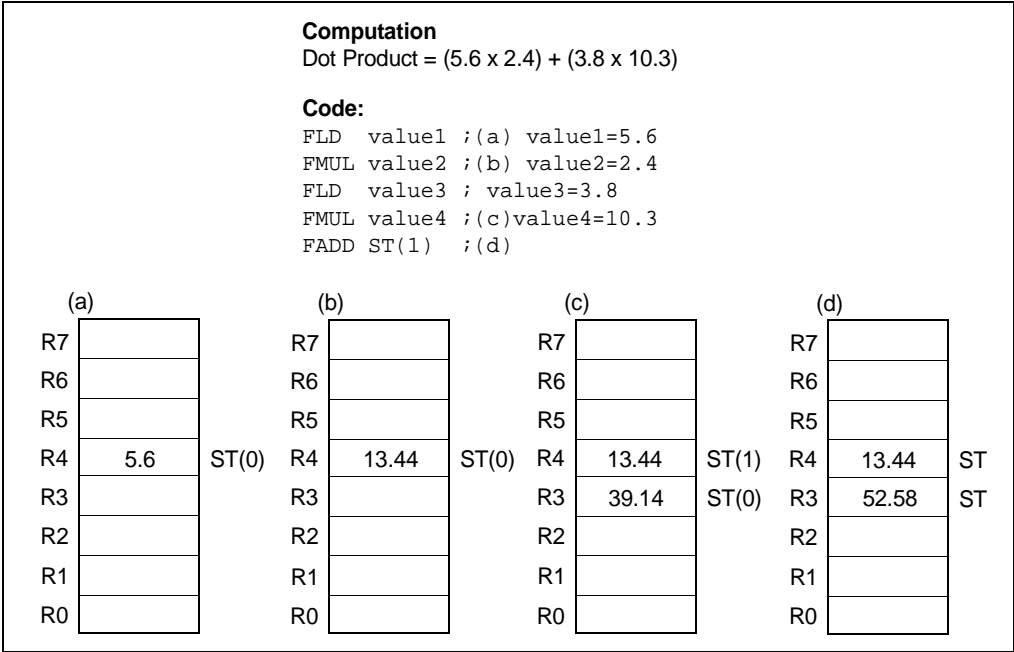 Computation
Dot Product = (5.6 x 2.4) + (3.8 x 10.3)
Code:
FLD value1 ;(a) value1=5.6
FMUL value2 ;(b) value2=2.4
FLD value3 ; value3=3.8
FMUL value4 ;(c)value4=10.3
FADD ST(1) ;(d)
(a) (b) (c) (d)
R7 R7 R7 R7
R6 R6 R6 R6
R5 R5 R5 R5
R4 5.6 ST(0) R4 13.44 ST(0) R4 13.44 ST(1) R4 13.44 ST
R3 R3 R3 39.14 ST(0) R3 52.58 ST
R2 R2 R2 R2
R1 R1 R1 R1
R0 R0 R0 R0